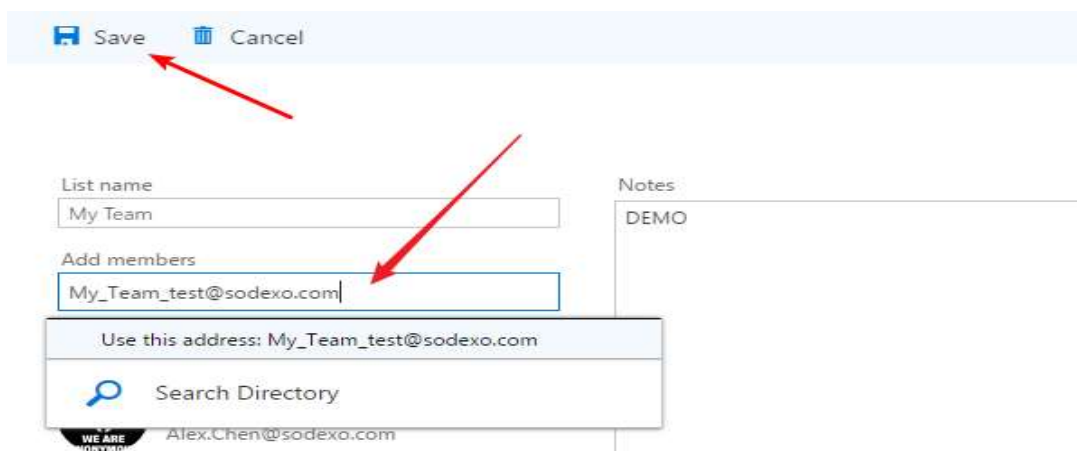 Save Cancel
List name
My Team
Add members
My_Team_test@sodexo.com
Use this address: My_Team_test@sodexo.com
Search Directory
WE ARE
Alex.Chen@sodexo.com
Notes
DEMO